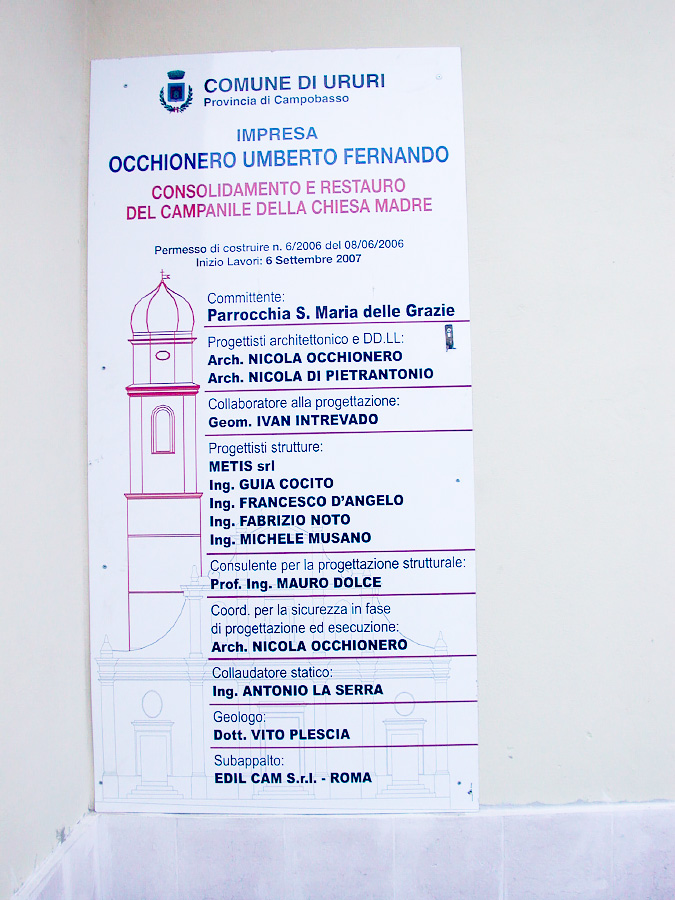 COMUNE DI URURI
Provincia di Campobasso
IMPRESA
OCCHIONERO UMBERTO FERNANDO
CONSOLIDAMENTO E RESTAURO
DEL CAMPANILE DELLA CHIESA MADRE
Permesso di costruire n. 6/2006 del 08/06/2006
Inizio Lavori: 6 Settembre 2007
Committente:
Parrocchia S. Maria delle Grazie
Progettisti architettonico e DD.LL:
Arch. NICOLA OCCHIONERO
Arch. NICOLA DI PIETRANTONIO
Collaboratore alla progettazione:
Geom. IVAN INTREVADO
Progettisti strutture:
METIS srl
Ing. GUIA COCITO
Ing. FRANCESCO D'ANGELO
Ing. FABRIZIO NOTO
Ing. MICHELE MUSANO
Consulente per la progettazione strutturale:
Prof. Ing. MAURO DOLCE
Coord. per la sicurezza in fase
di progettazione ed esecuzione:
Arch. NICOLA OCCHIONERO
Collaudatore statico:
Ing. ANTONIO LA SERRA
Geologo:
Dott. VITO PLESCIA
Subappalto:
EDIL CAM S.r.l. - ROMA